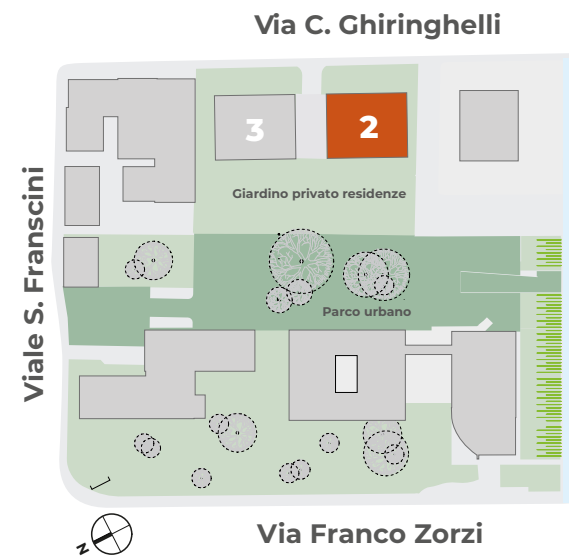 Via C. Ghiringhelli
3
2
Giardino privato residenze
Viale S. Franscini
Parco urbano
Via Franco Zorzi
N